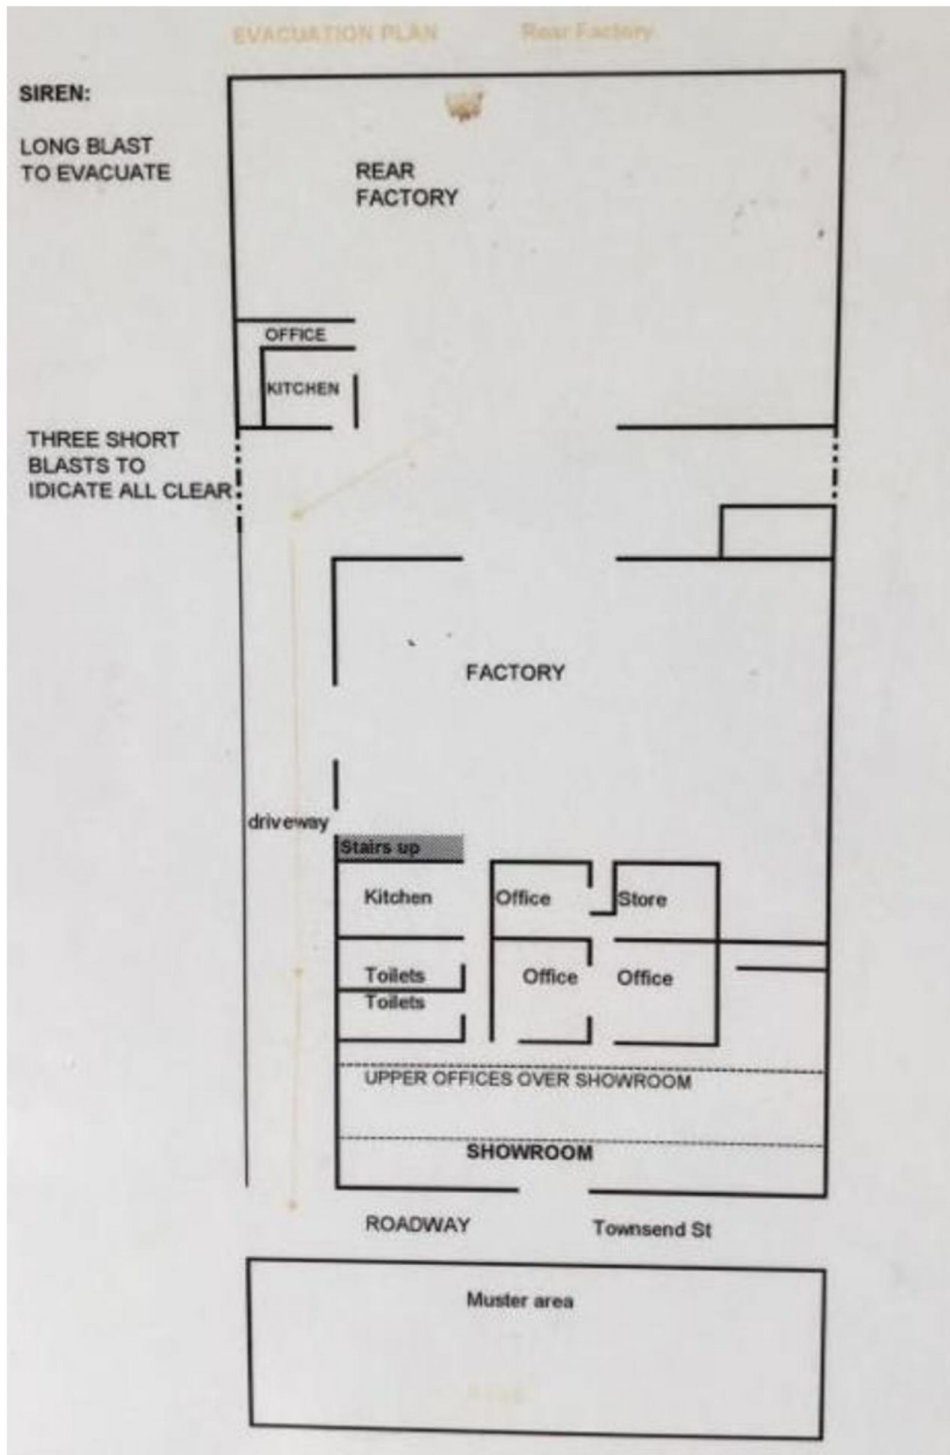 EVACUATION PLAN Rear Factory
SIREN:
LONG BLAST
TO EVACUATE
REAR
FACTORY
OFFICE
KITCHEN
THREE SHORT
BLASTS TO
IDICATE ALL CLEAR
FACTORY
driveway
Stairs up
Kitchen Office Store
Toilets Office Office
Toilets
UPPER OFFICES OVER SHOWROOM
SHOWROOM
ROADWAY Townsend St
Muster area